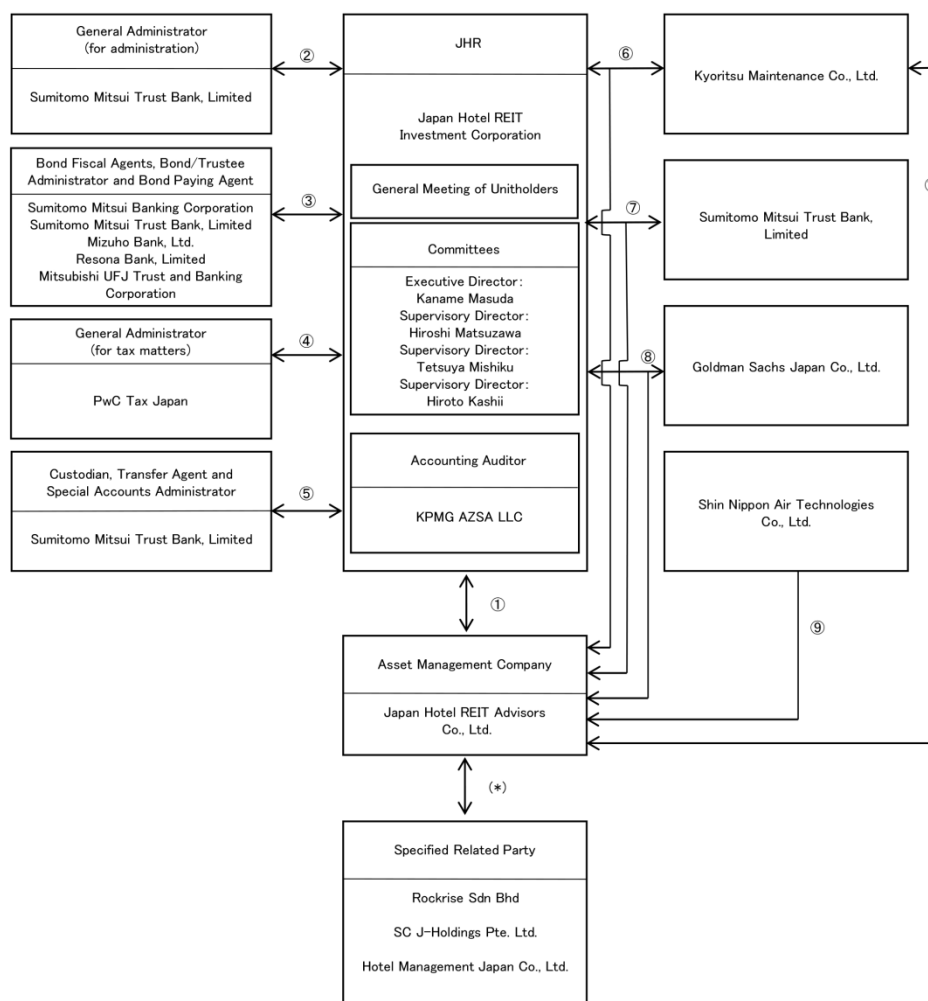 General Administrator
(for administration)
Sumitomo Mitsui Trust Bank, Limited
②
Bond Fiscal Agents, Bond/Trustee
Administrator and Bond Paying Agent
Sumitomo Mitsui Banking Corporation
Sumitomo Mitsui Trust Bank, Limited
Mizuho Bank, Ltd.
Resona Bank, Limited
Mitsubishi UFJ Trust and Banking
Corporation
③
General Administrator
(for tax matters)
PwC Tax Japan
④
Custodian, Transfer Agent and
Special Accounts Administrator
Sumitomo Mitsui Trust Bank, Limited
⑤
JHR
Japan Hotel REIT
Investment Corporation
General Meeting of Unitholders
Committees
Executive Director:
Kaname Masuda
Supervisory Director:
Hiroshi Matsuzawa
Supervisory Director:
Tetsuya Mishiku
Supervisory Director:
Hiroto Kashii
Accounting Auditor
KPMG AZSA LLC
⑥
Kyoritsu Maintenance Co., Ltd.
⑦
Sumitomo Mitsui Trust Bank,
Limited
⑧
Goldman Sachs Japan Co., Ltd.
Shin Nippon Air Technologies
Co., Ltd.
⑨
①
Asset Management Company
Japan Hotel REIT Advisors
Co., Ltd.
(*)
Specified Related Party
Rockrise Sdn Bhd
SC J-Holdings Pte. Ltd.
Hotel Management Japan Co., Ltd.